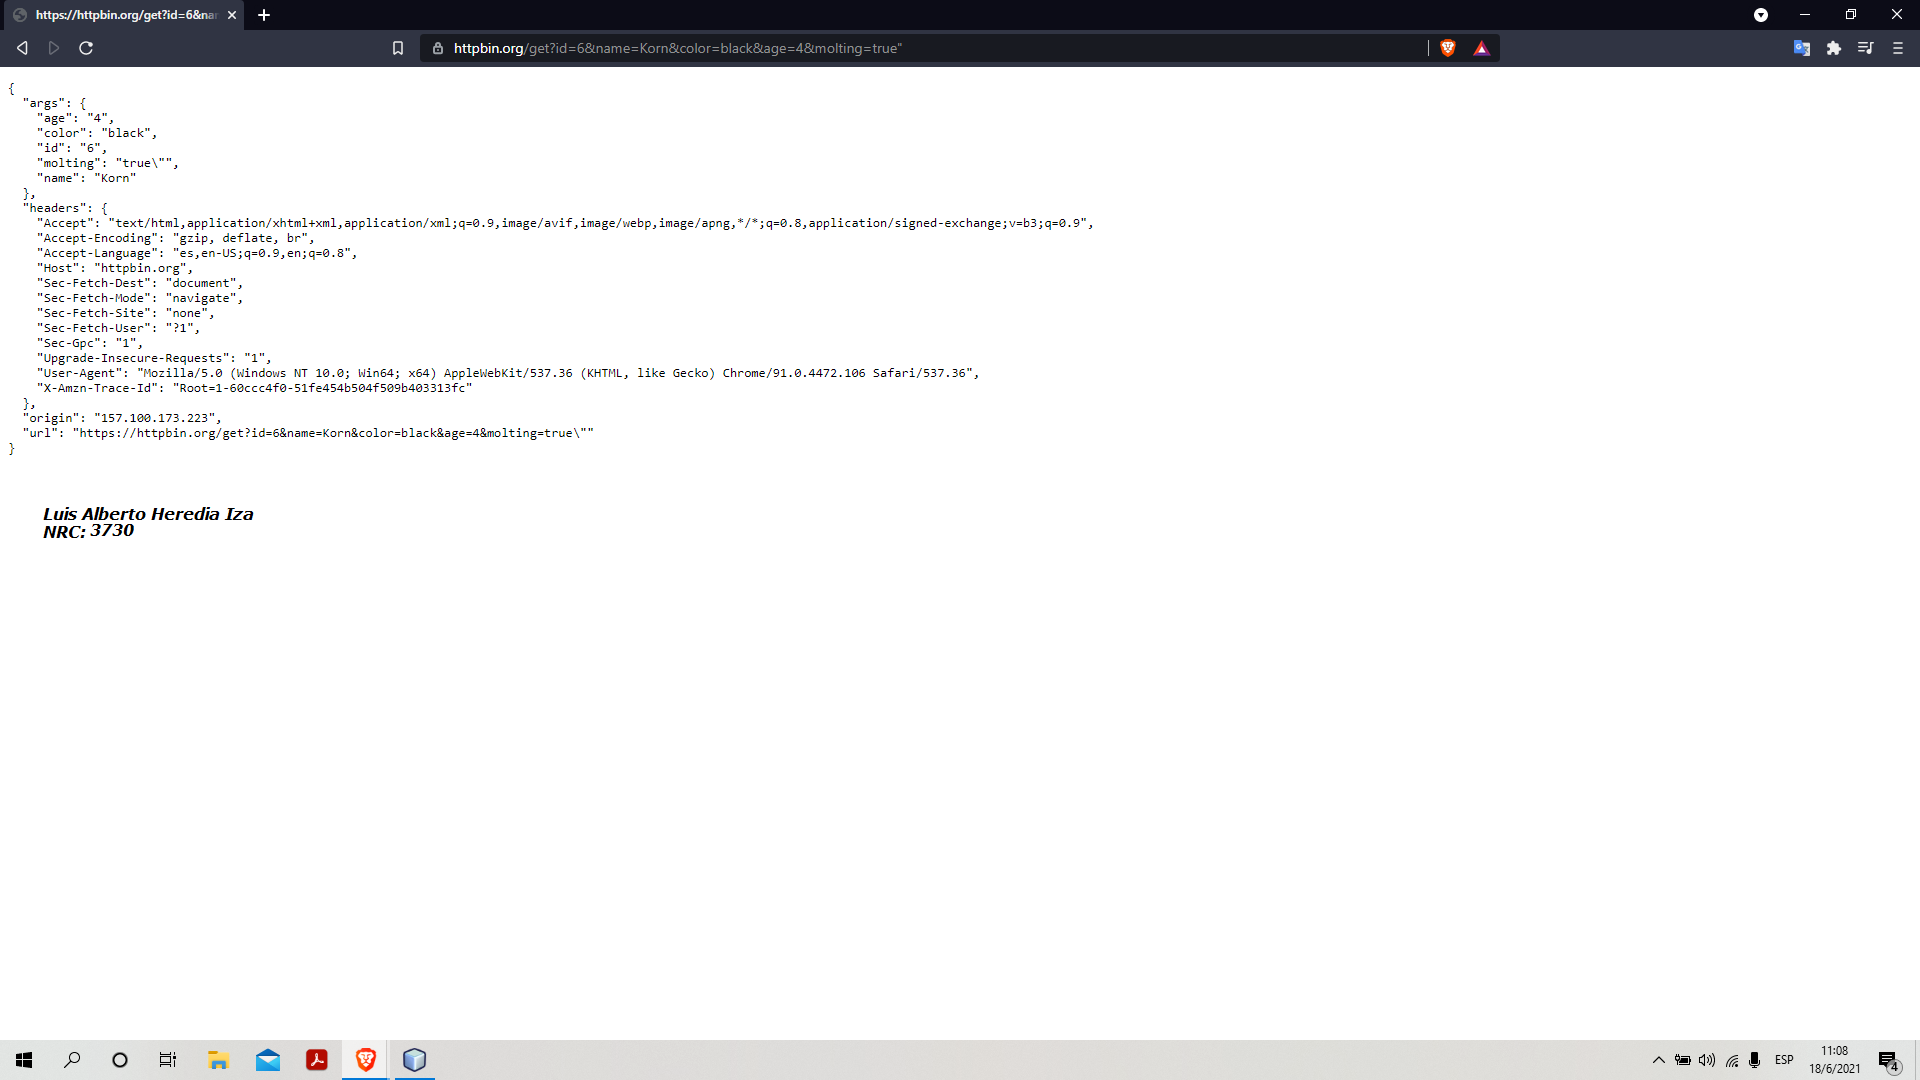 https://httpbin.org/get?id=6&na
httpbin.org/get?id=6&name=Korn&color=black&age=4&molting=true"
{
  "args": {
    "age": "4",
    "color": "black",
    "id": "6",
    "molting": "true\"",
    "name": "Korn"
  },
  "headers": {
    "Accept": "text/html,application/xhtml+xml,application/xml;q=0.9,image/avif,image/webp,image/apng,*/*;q=0.8,application/signed-exchange;v=b3;q=0.9",
    "Accept-Encoding": "gzip, deflate, br",
    "Accept-Language": "es,en-US;q=0.9,en;q=0.8",
    "Host": "httpbin.org",
    "Sec-Fetch-Dest": "document",
    "Sec-Fetch-Mode": "navigate",
    "Sec-Fetch-Site": "none",
    "Sec-Fetch-User": "?1",
    "Sec-Gpc": "1",
    "Upgrade-Insecure-Requests": "1",
    "User-Agent": "Mozilla/5.0 (Windows NT 10.0; Win64; x64) AppleWebKit/537.36 (KHTML, like Gecko) Chrome/91.0.4472.106 Safari/537.36",
    "X-Amzn-Trace-Id": "Root=1-60ccc4f0-51fe454b504f509b403313fc"
  },
  "origin": "157.100.173.223",
  "url": "https://httpbin.org/get?id=6&name=Korn&color=black&age=4&molting=true\""
}
Luis Alberto Heredia Iza
NRC: 3730
ESP
11:08
18/6/2021
4